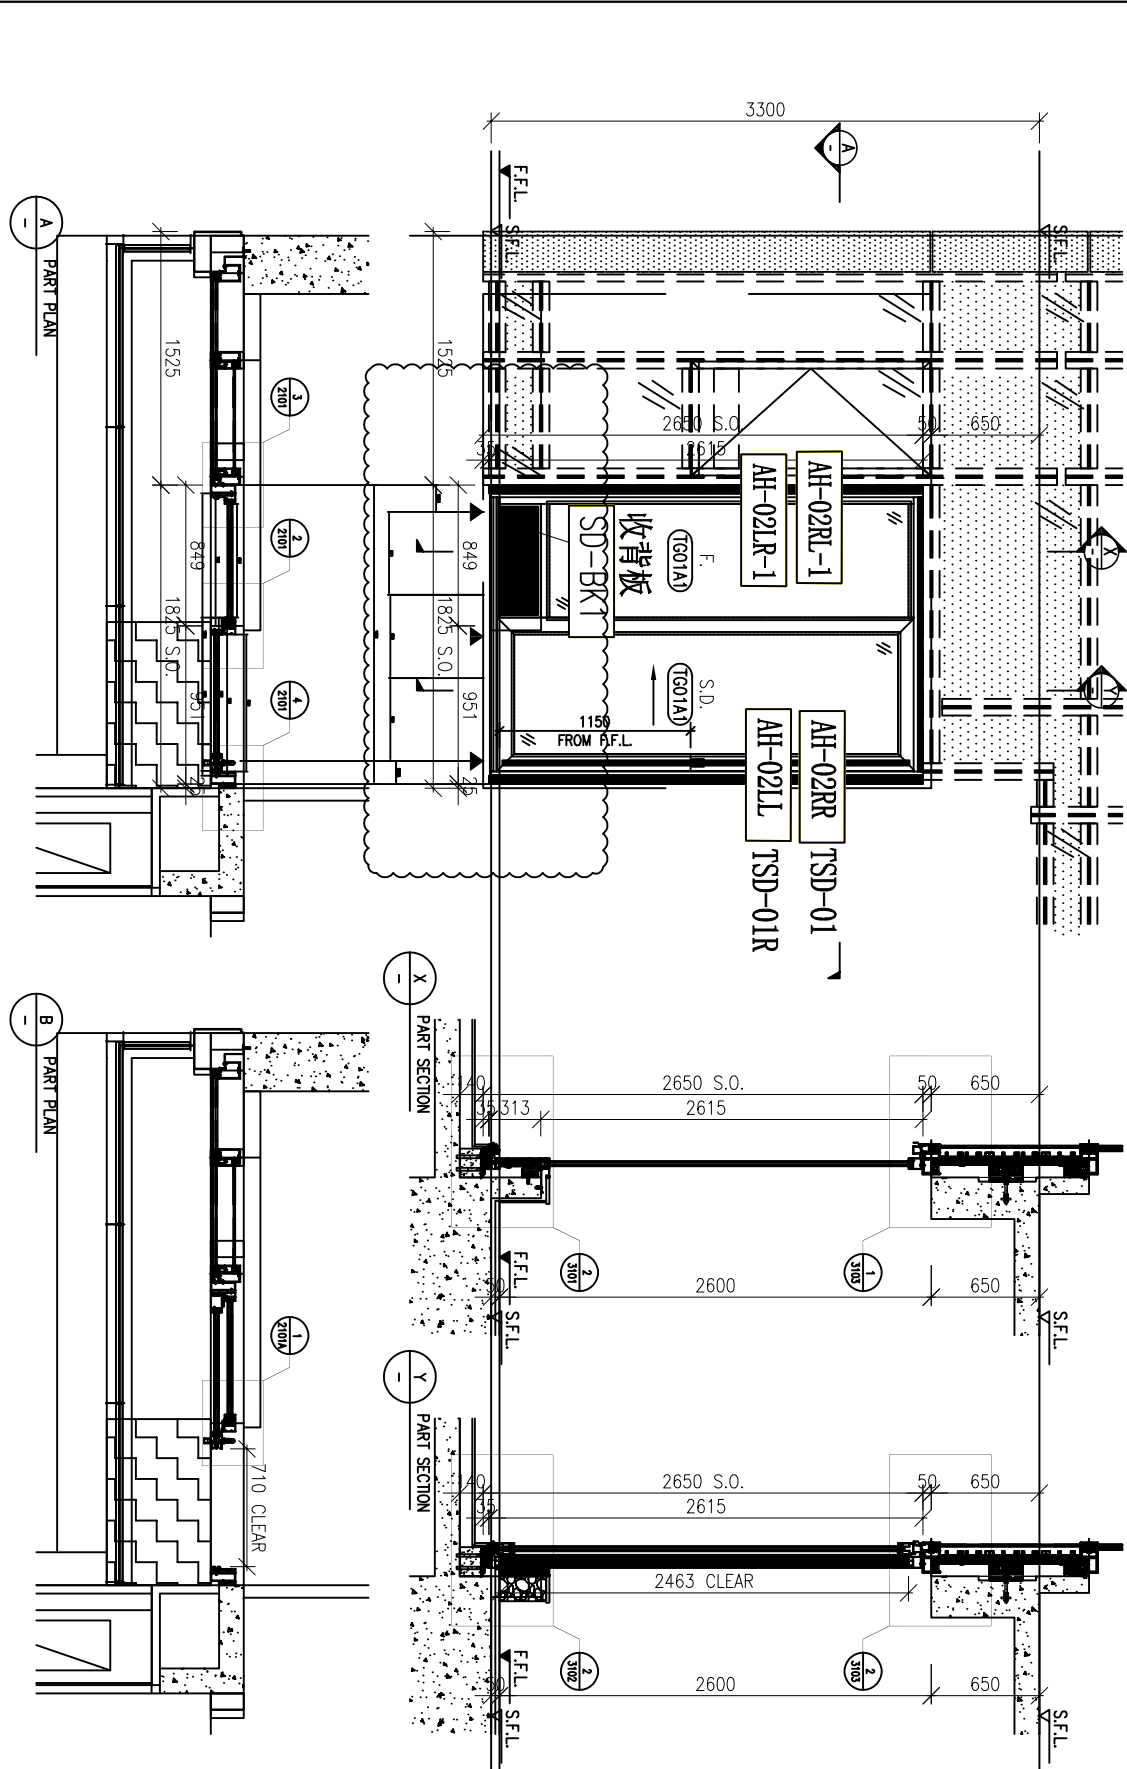 3300
A
-
F.F.L.
S.F.L.
S.F.L.
X
-
Y
-
1525
2650 S.O.
50
650
35
2615
AH-02RL-1
AH-02LR-1
F.
TG01A1
收背板
SD-BK1
S.D.
TG01A1
1150
FROM F.F.L.
AH-02RR
AH-02LL
TSD-01
TSD-01R
849
951
25
1825 S.O.
A
-
PART PLAN
1525
3
2101
2
2101
4
2101
849
951
25
1825 S.O.
X
-
PART SECTION
140
2650 S.O.
50
650
35
313
2615
2
3101
1
3103
F.F.L.
50
2600
650
S.F.L.
S.F.L.
B
-
PART PLAN
1
2101A
710 CLEAR
Y
-
PART SECTION
140
2650 S.O.
50
650
35
2615
2463 CLEAR
2
3102
2
3103
F.F.L.
50
2600
650
S.F.L.
S.F.L.